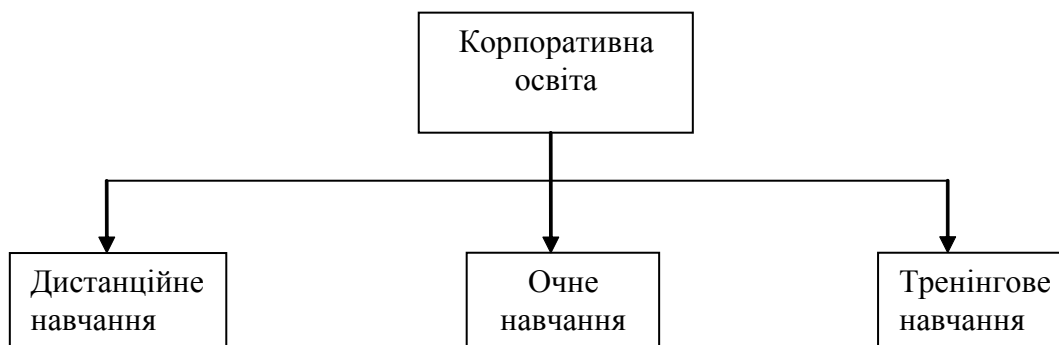 Корпоративна
освіта
Дистанційне
навчання
Очне
навчання
Тренінгове
навчання